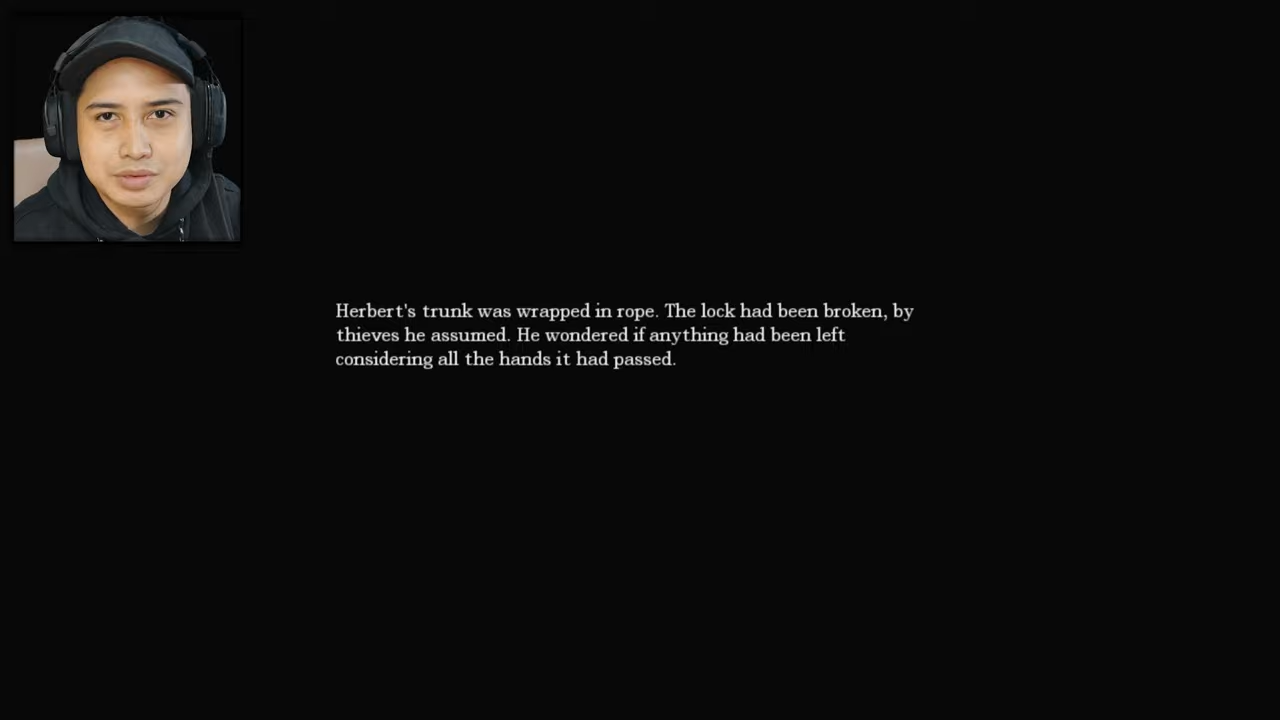 Herbert's trunk was wrapped in rope. The lock had been broken, by
thieves he assumed. He wondered if anything had been left
considering all the hands it had passed.